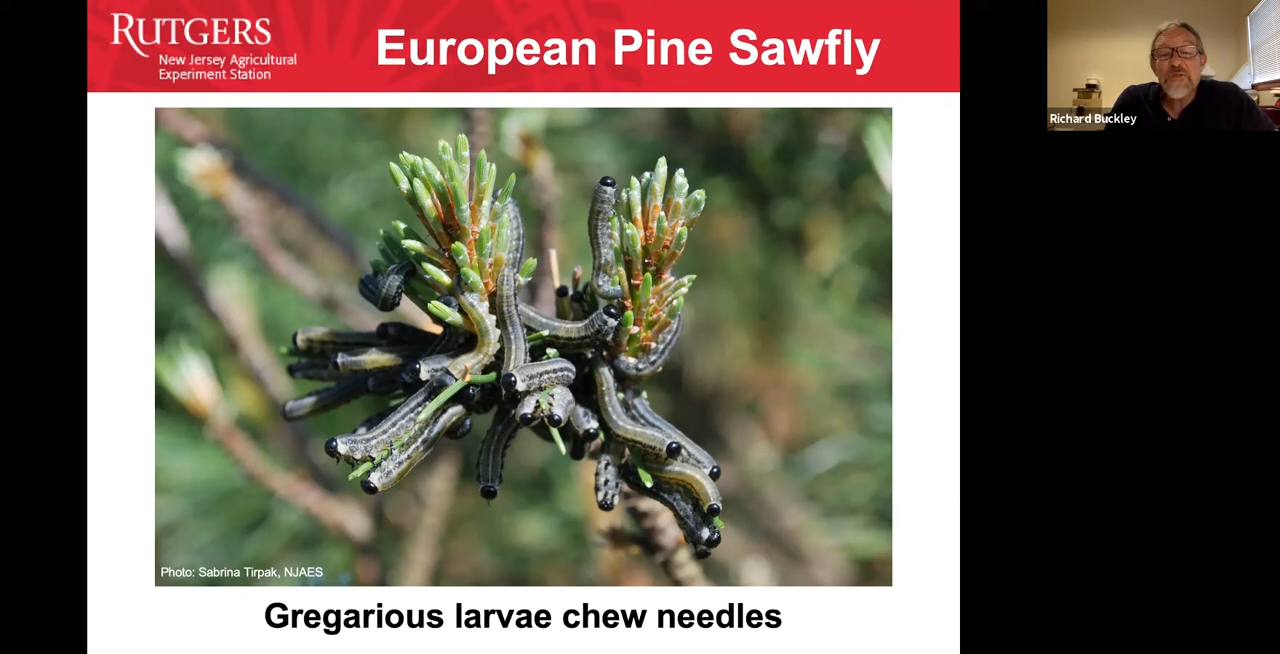 RUTGERS
New Jersey Agricultural
Experiment Station
European Pine Sawfly
Richard Buckley
Photo: Sabrina Tirpak, NJAES
Gregarious larvae chew needles